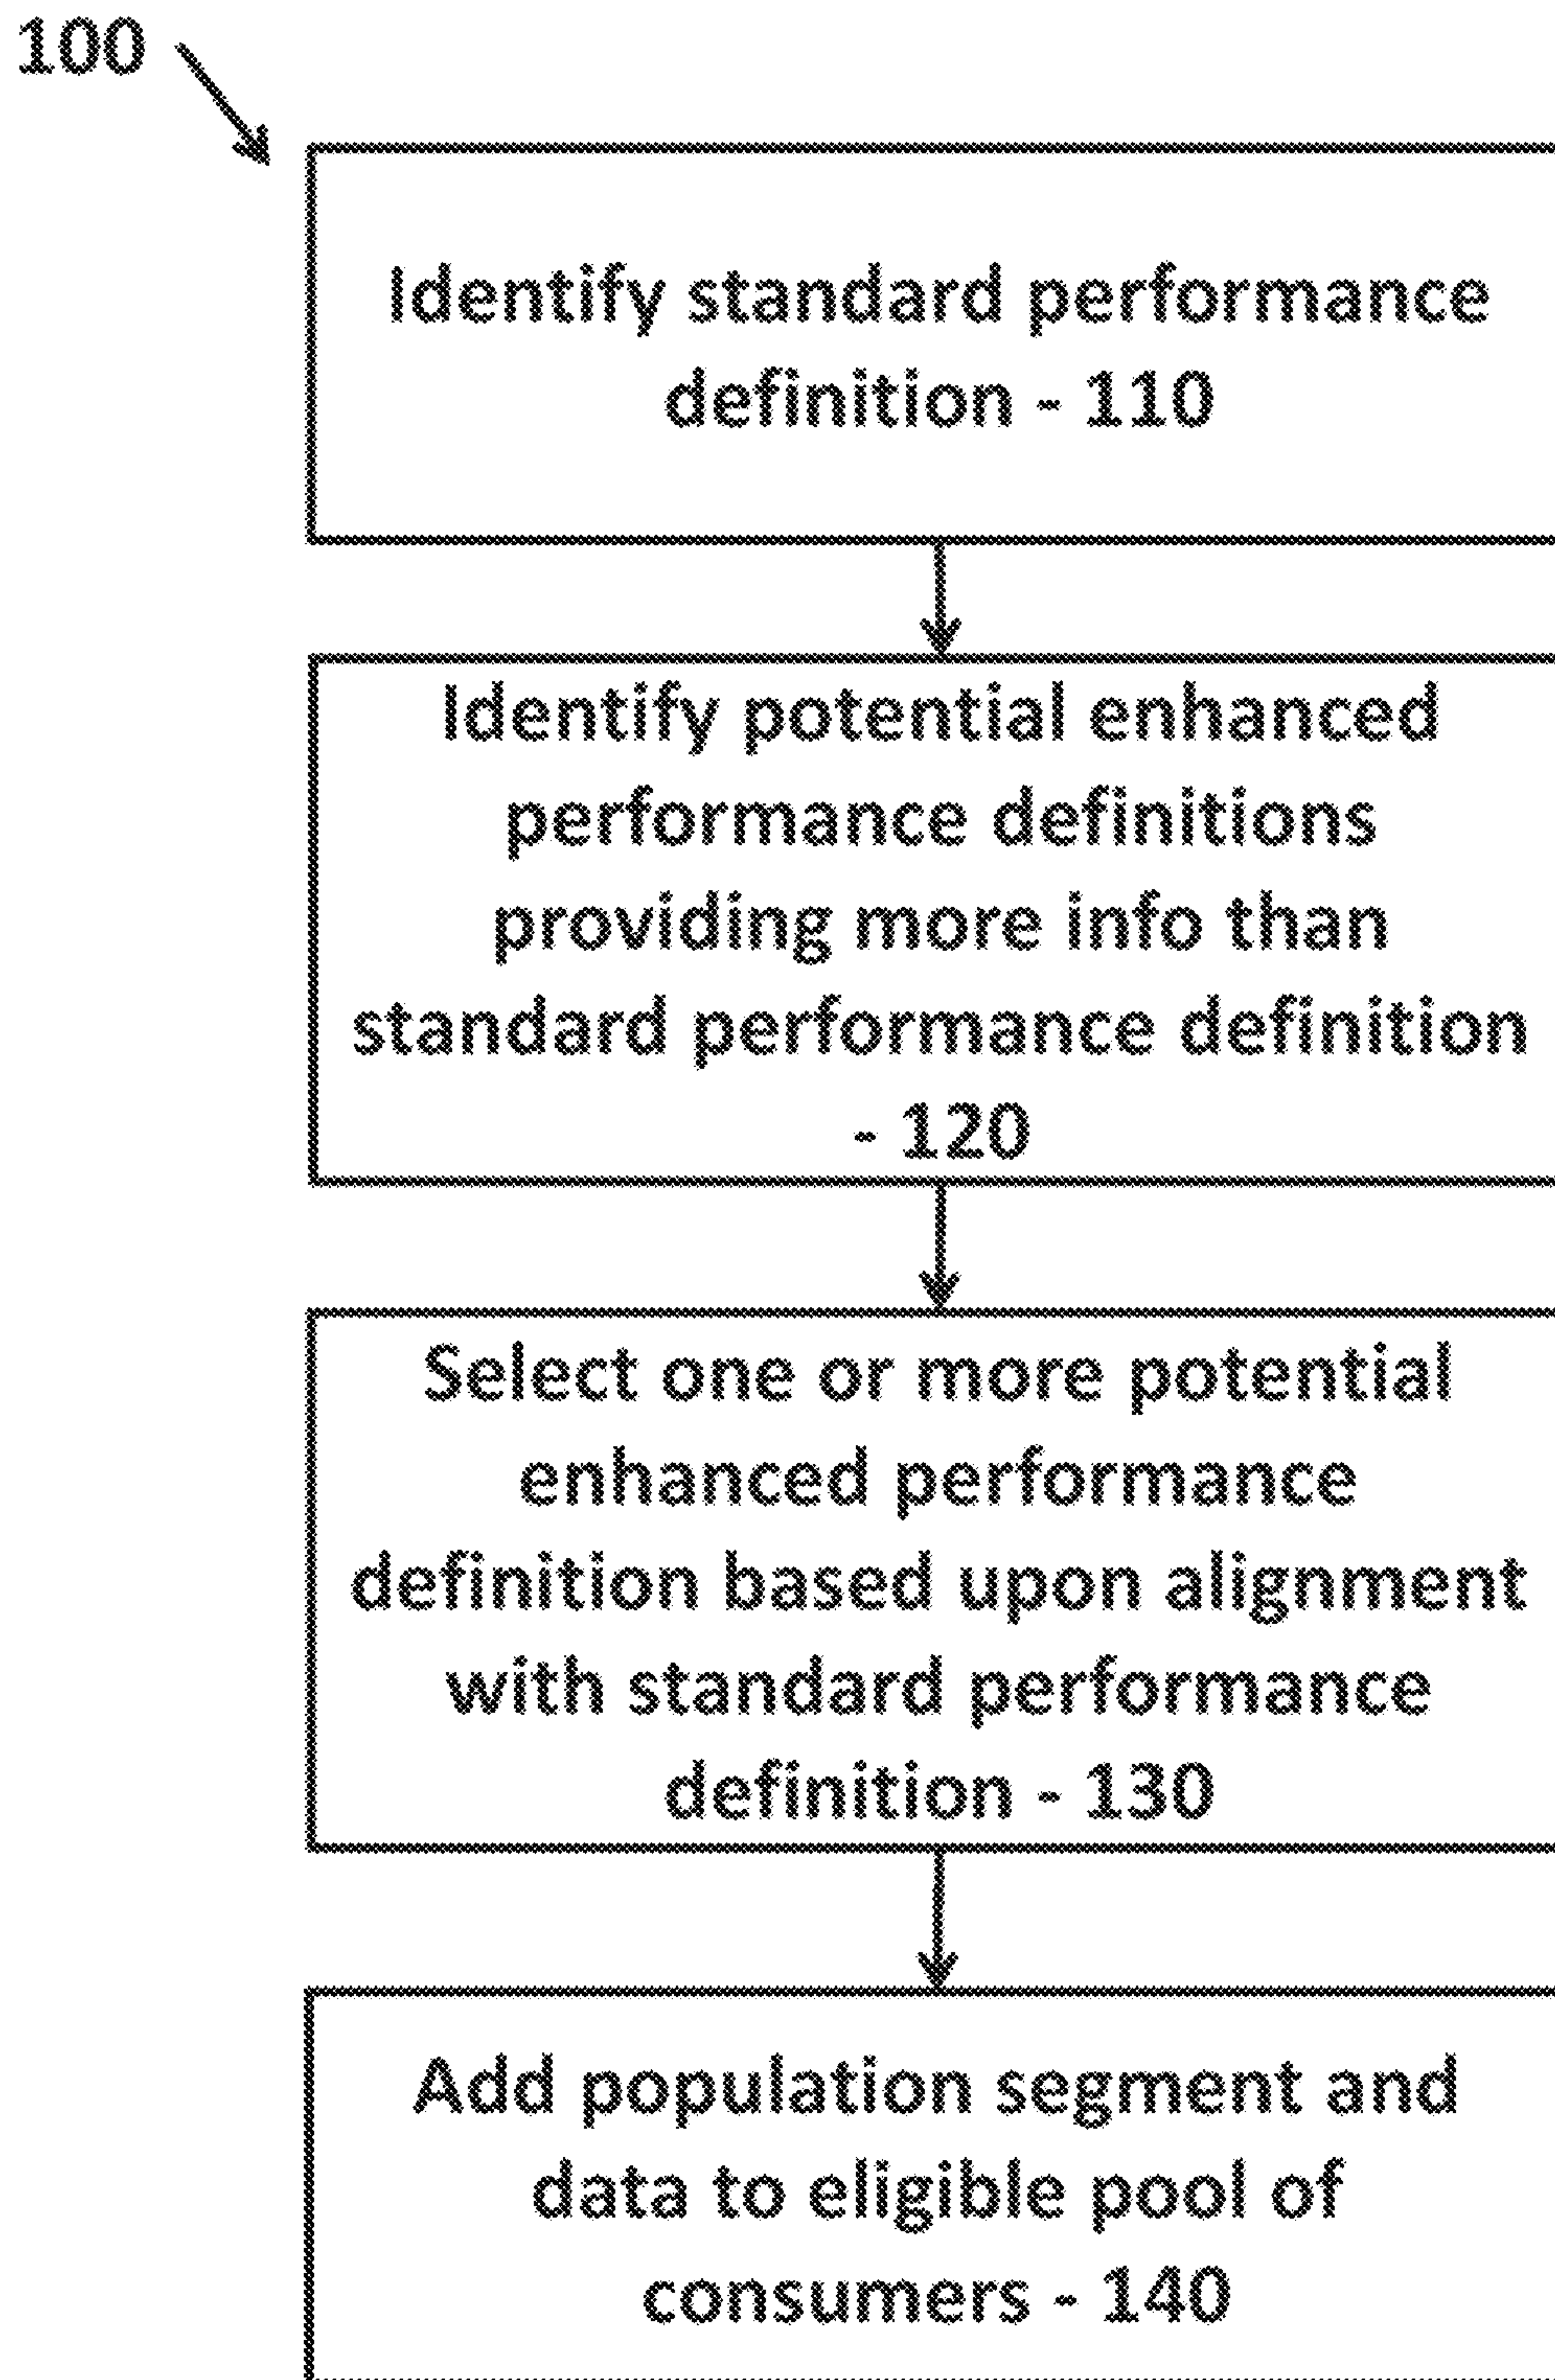 100
Identify standard performance
definition - 110
Identify potential enhanced
performance definitions
providing more info than
standard performance definition
- 120
Select one or more potential
enhanced performance
definition based upon alignment
with standard performance
definition - 130
Add population segment and
data to eligible pool of
consumers - 140